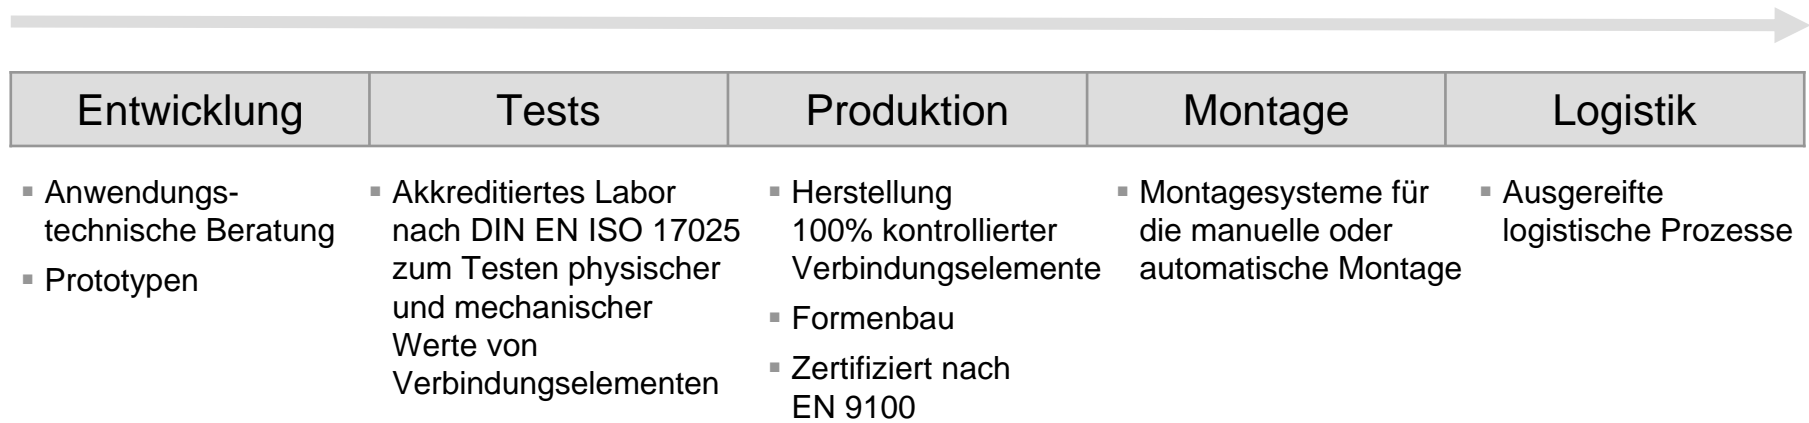 Entwicklung
Tests
Produktion
Montage
Logistik
▪ Anwendungs-
technische Beratung
▪ Prototypen
▪ Akkreditiertes Labor
nach DIN EN ISO 17025
zum Testen physischer
und mechanischer
Werte von
Verbindungselementen
▪ Herstellung
100% kontrollierter
Verbindungselemente
▪ Formenbau
▪ Zertifiziert nach
EN 9100
▪ Montagesysteme für
die manuelle oder
automatische Montage
▪ Ausgereifte
logistische Prozesse